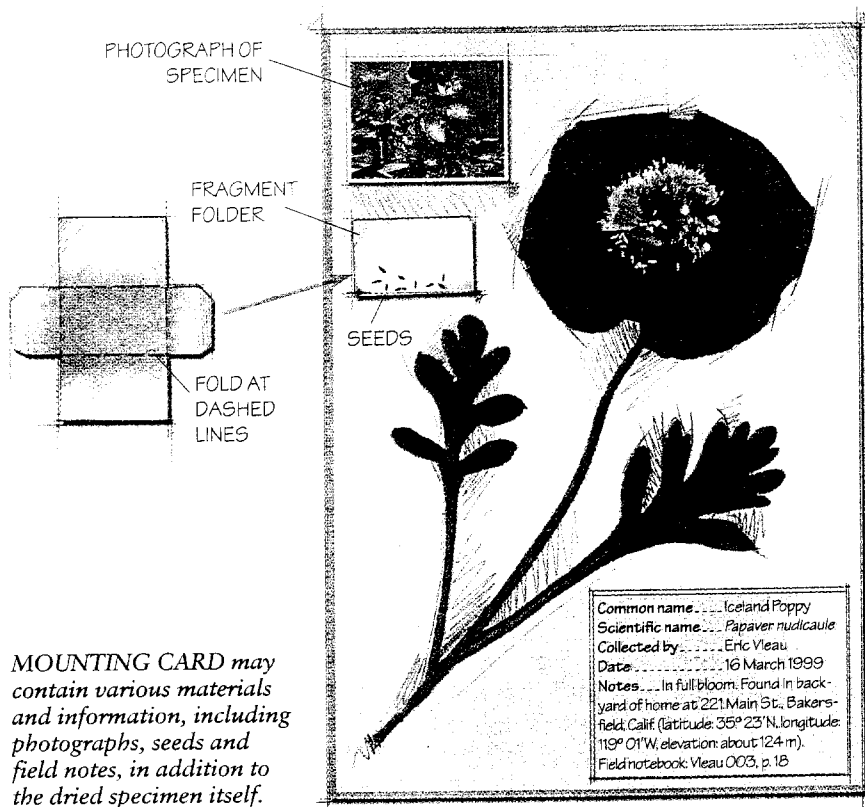 PHOTOGRAPH OF
SPECIMEN
FRAGMENT
FOLDER
SEEDS
FOLD AT
DASHED
LINES
Common name.....Iceland Poppy
Scientific name....Papaver nudicaule
Collected by.......Eric Vleau
Date...............16 March 1999
Notes....In full bloom. Found in back-
yard of home at 221 Main St., Bakers-
field, Calif. (latitude: 35° 23'N, longitude:
119° 01'W, elevation: about 124 m).
Field notebook: Vleau 003, p. 18
MOUNTING CARD may
contain various materials
and information, including
photographs, seeds and
field notes, in addition to
the dried specimen itself.